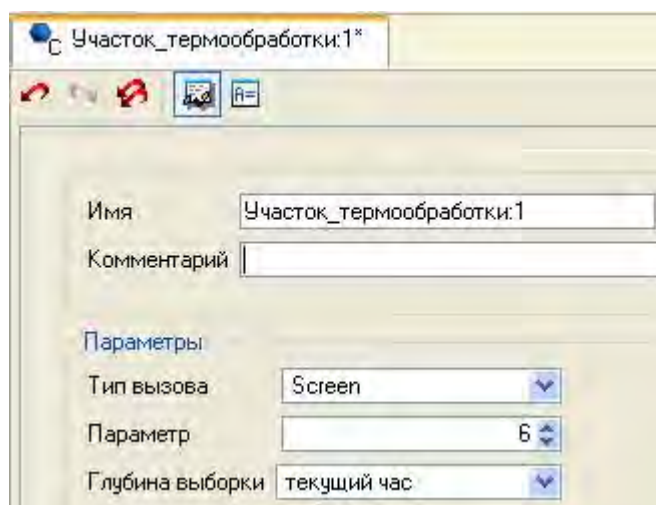 C Участок_термообработки:1*
A=
Имя Участок_термообработки:1
Комментарий
Параметры
Тип вызова Screen
Параметр 6
Глубина выборки текущий час